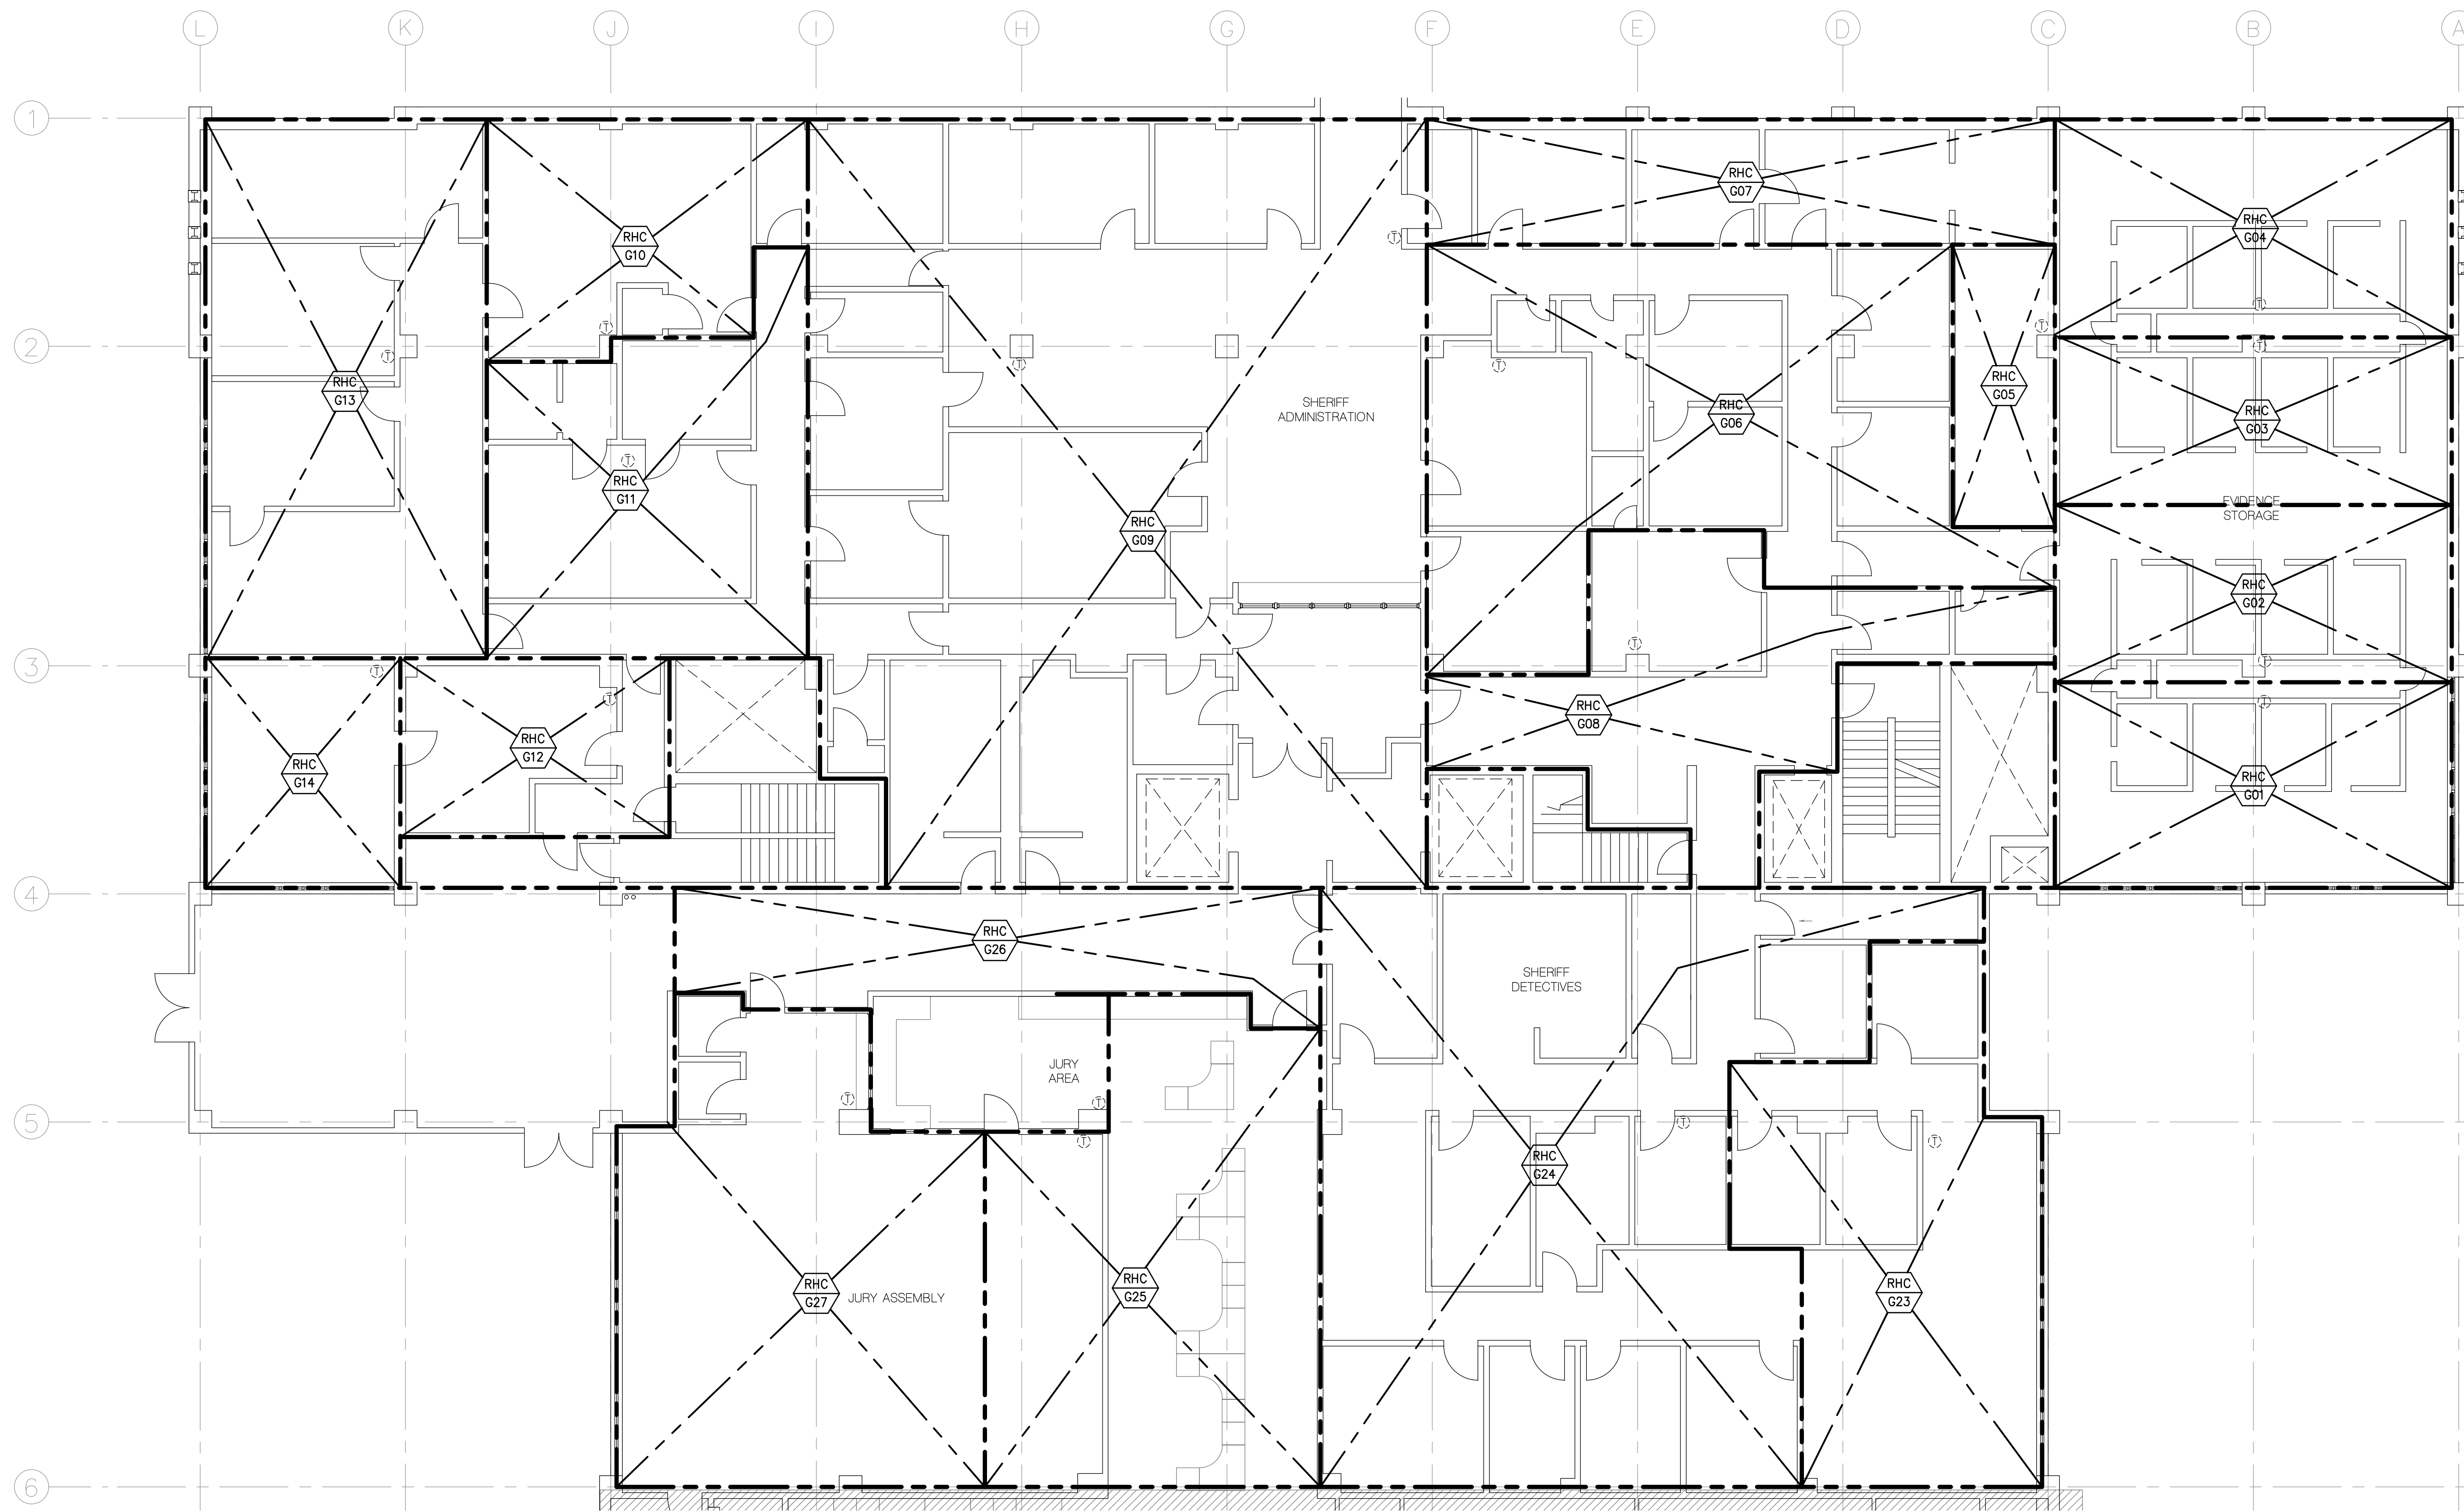 L K J I H G F E D C B A
1
RHC
G07
RHC
G04
RHC
G10
T
T
T
T
2
T
T
T
T
RHC
G13
RHC
G05
SHERIFF
ADMINISTRATION
RHC
G06
RHC
G03
T
RHC
G11
EVIDENCE
STORAGE
RHC
G09
RHC
G02
T
3
T
T
T
T
RHC
G08
RHC
G12
RHC
G14
RHC
G01
4
RHC
G26
SHERIFF
DETECTIVES
JURY
AREA
T
T
5
T
T
T
RHC
G24
RHC
G27
JURY ASSEMBLY
RHC
G25
RHC
G23
6